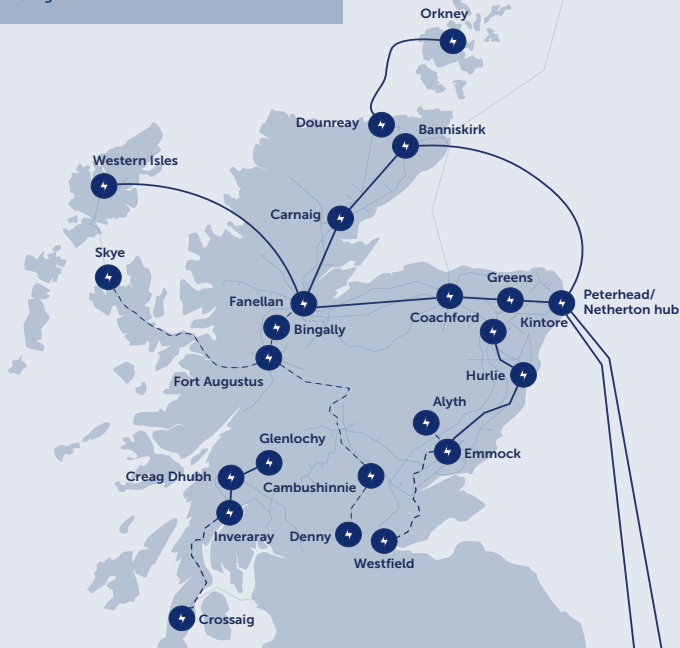 Orkney
Dounreay
Banniskirk
Western Isles
Carnaig
Skye
Greens
Fanellan
Peterhead/
Netherton hub
Coachford
Kintore
Bingally
Fort Augustus
Hurlie
Alyth
Glenlochy
Emmock
Creag Dhubh
Cambushinnie
Inveraray
Denny
Westfield
Crossaig